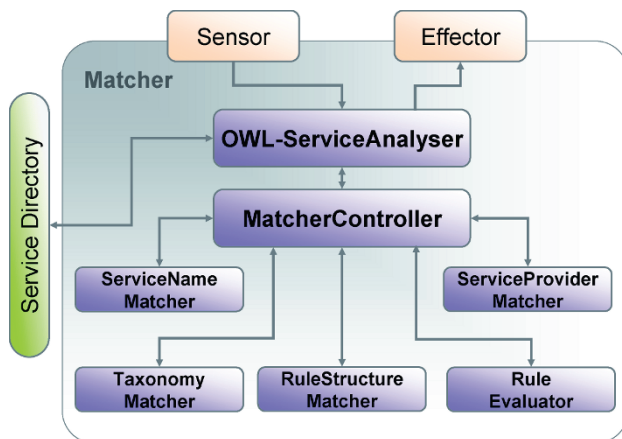 Sensor
Effector
Matcher
Service Directory
OWL-ServiceAnalyser
MatcherController
ServiceName
Matcher
ServiceProvider
Matcher
Taxonomy
Matcher
RuleStructure
Matcher
Rule
Evaluator